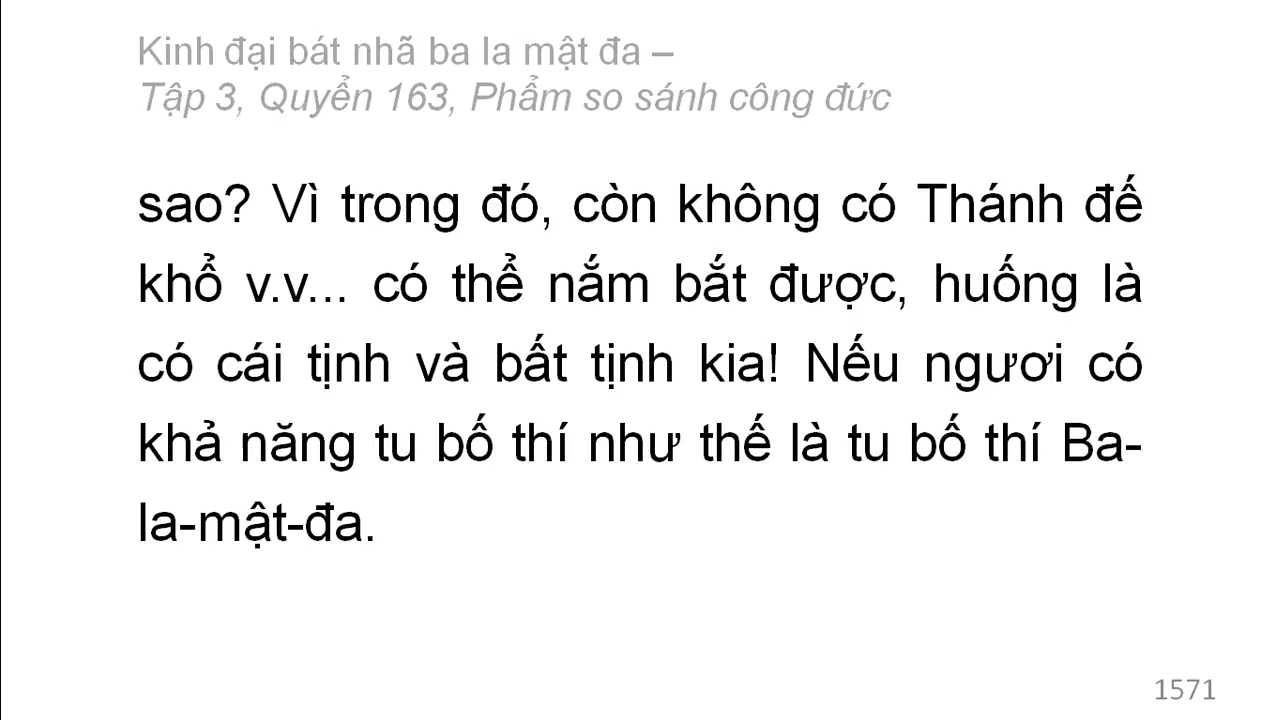 Kinh đại bát nhã ba la mật đa –
Tập 3, Quyển 163, Phẩm so sánh công đức
sao? Vì trong đó, còn không có Thánh đế
khổ v.v... có thể nắm bắt được, huống là
có cái tịnh và bất tịnh kia! Nếu ngươi có
khả năng tu bố thí như thế là tu bố thí Ba-
la-mật-đa.
1571